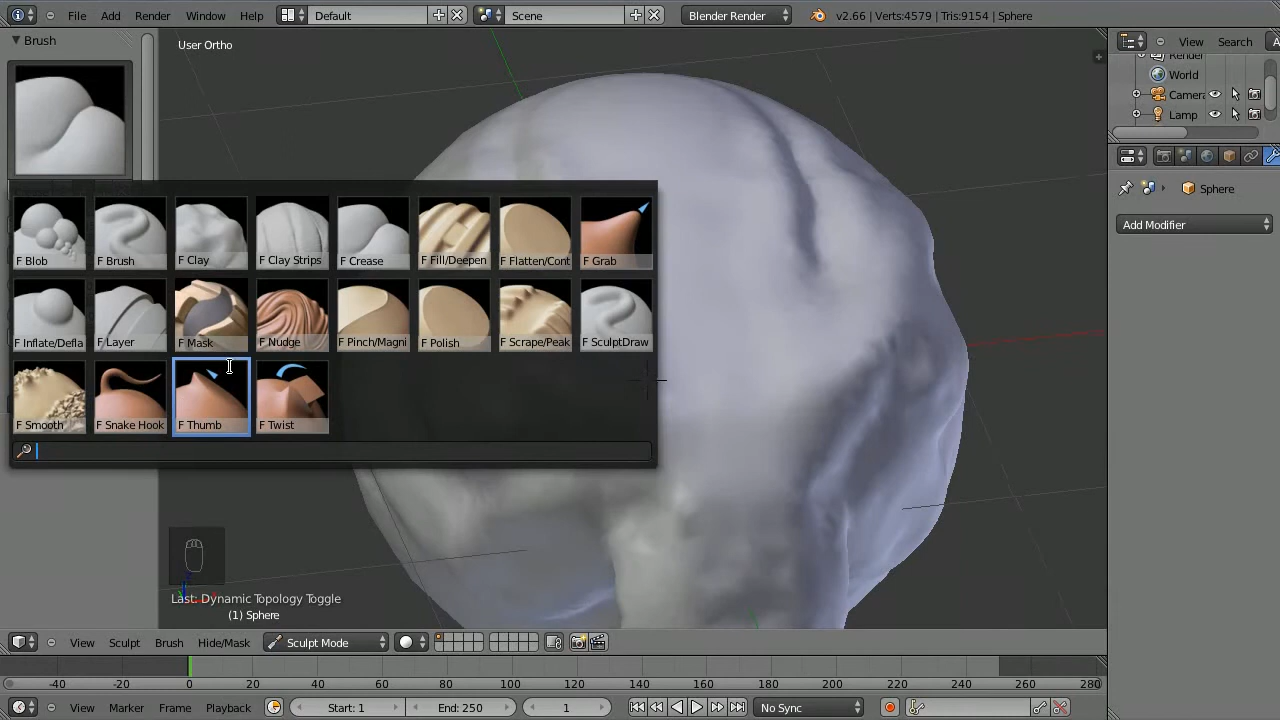 File Add Render Window Help Default Scene Blender Render v2.66 | Verts:4579 | Tris:9154 | Sphere
Brush
User Ortho
View Search
World
Camera
Lamp
Sphere
Add Modifier
F Blob F Brush F Clay F Clay Strips F Crease F Fill/Deepen F Flatten/Cont F Grab
F Inflate/Defla F Layer F Mask F Nudge F Pinch/Magni F Polish F Scrape/Peak F SculptDraw
F Smooth F Snake Hook F Thumb F Twist
Last: Dynamic Topology Toggle
(1) Sphere
View Sculpt Brush Hide/Mask Sculpt Mode
-40 -20 0 20 40 60 80 100 120 140 160 180 200 220 240 260 280
View Marker Frame Playback Start: 1 End: 250 1 No Sync